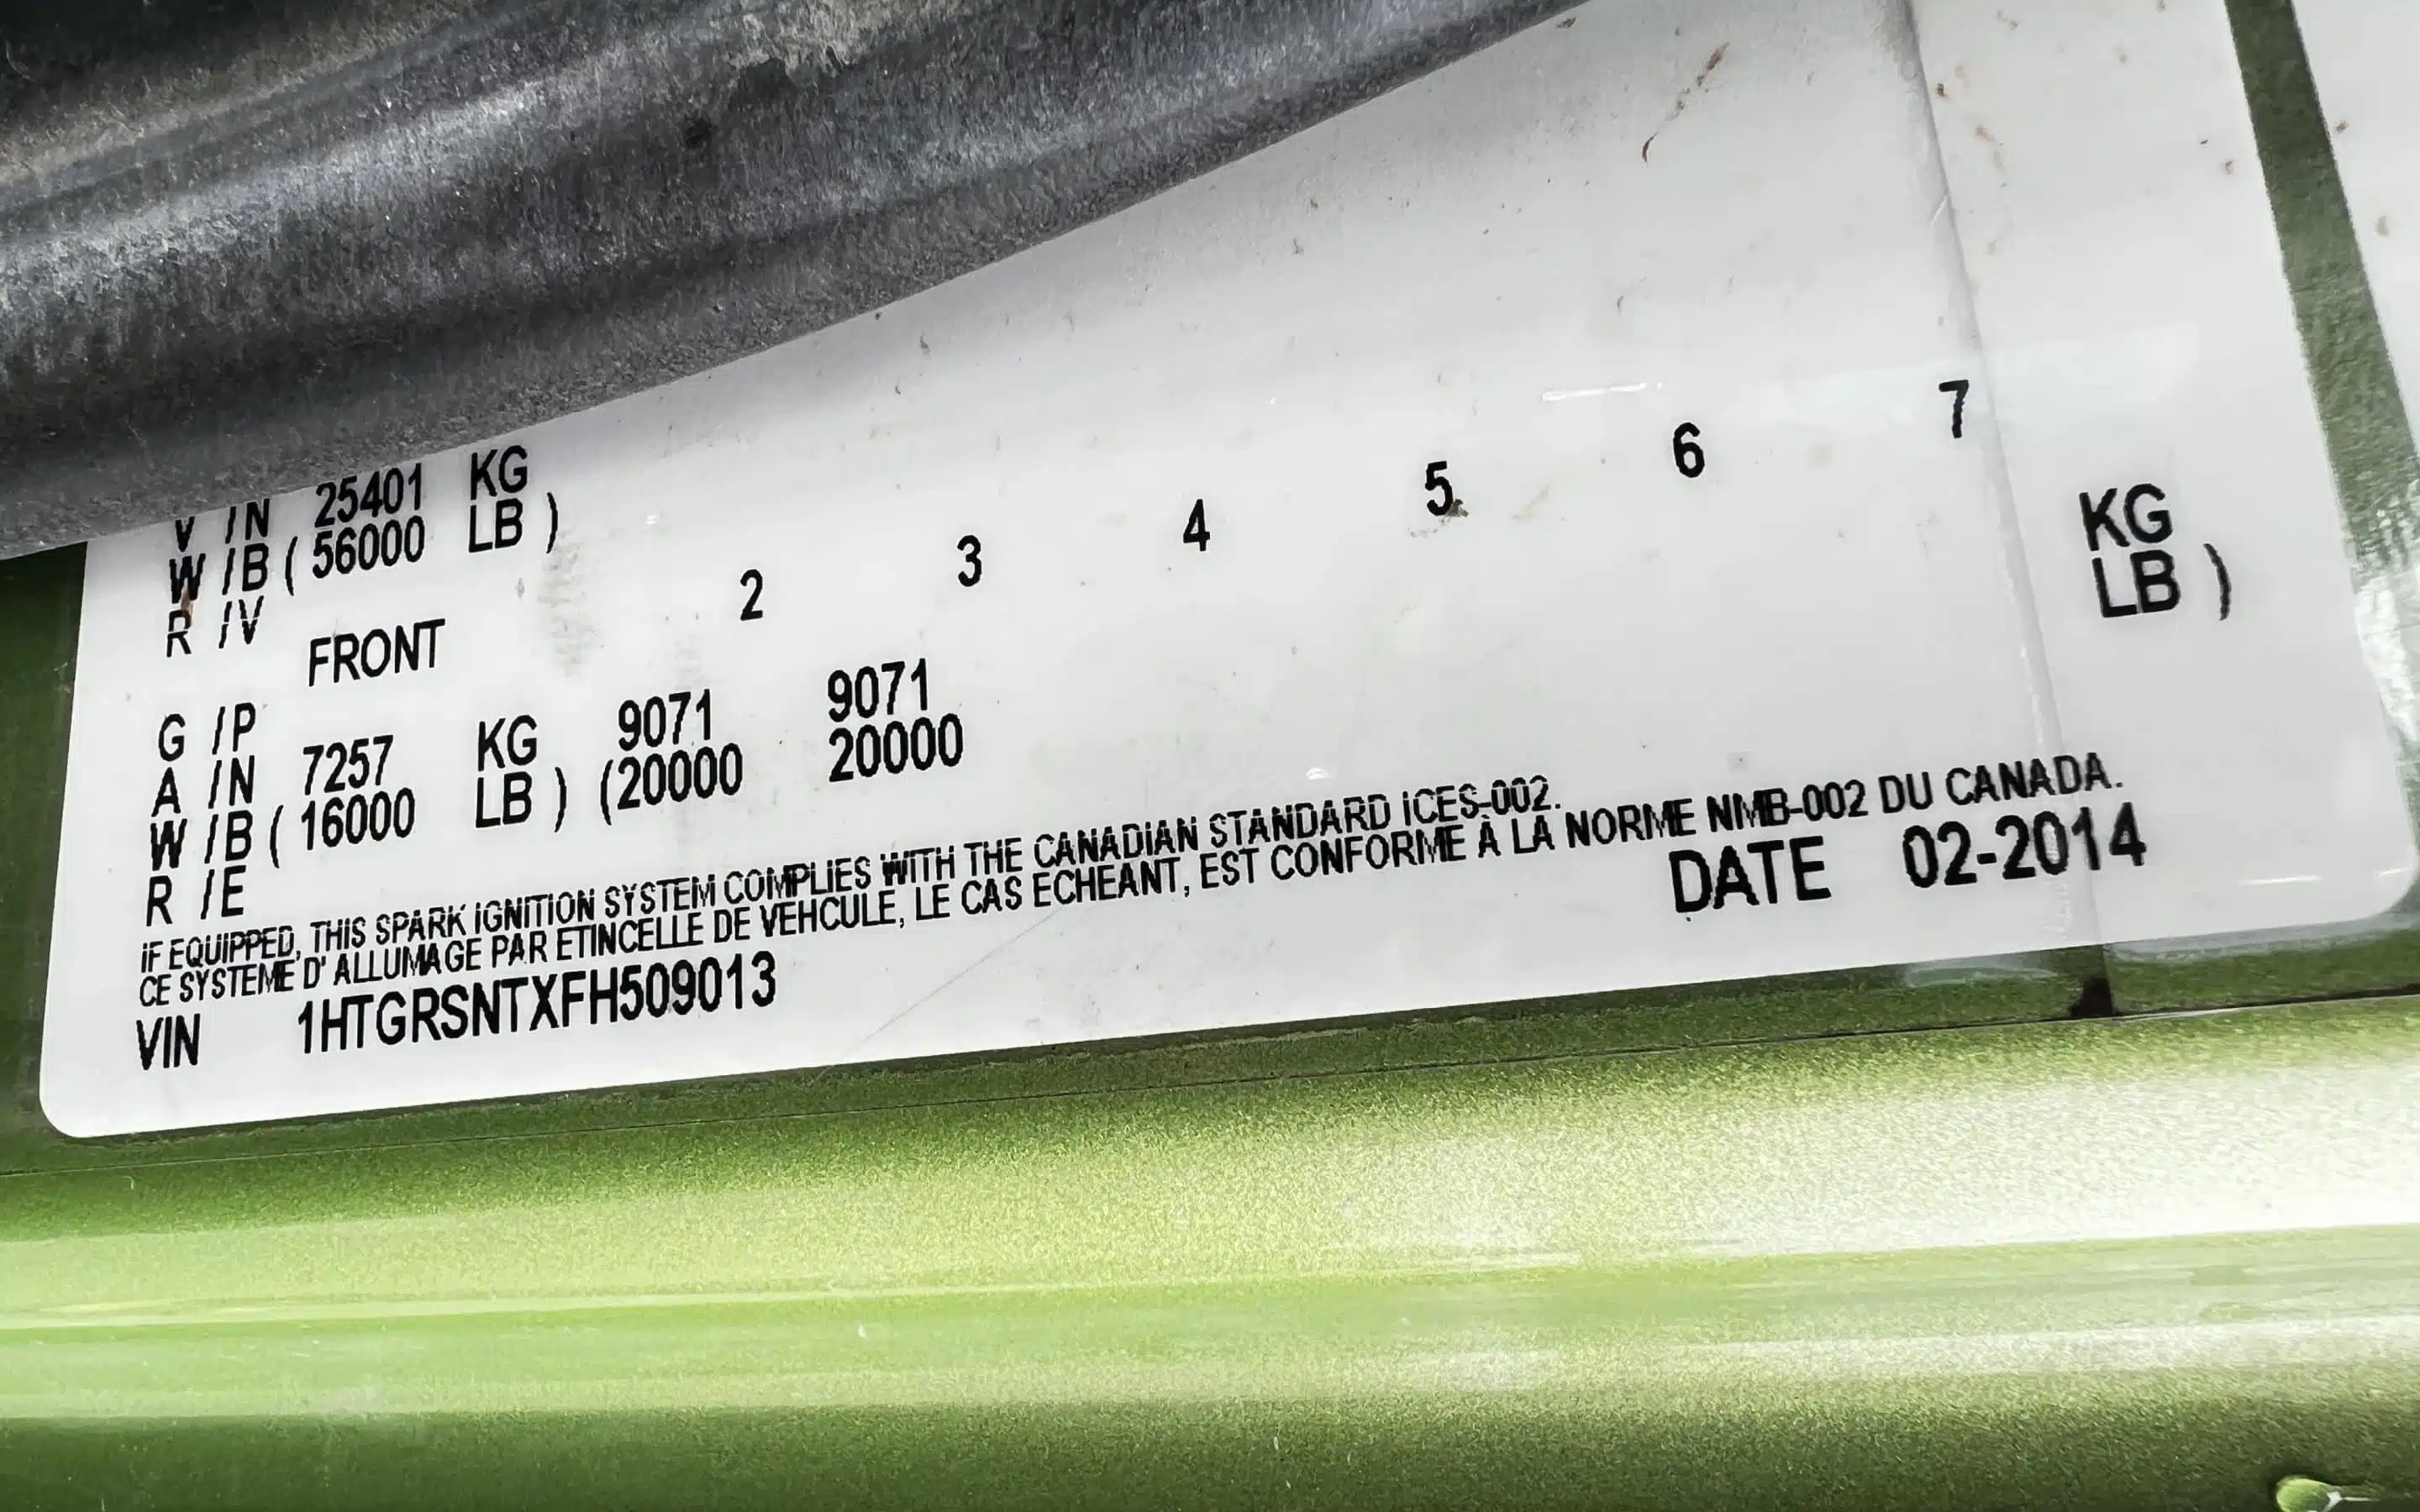 V /N 25401 KG
W /B ( 56000 LB )
R /V
FRONT 2 3 4 5 6 7
G /P
A /N 7257 KG 9071 9071 KG
W /B ( 16000 LB ) (20000 20000 LB )
R /E
IF EQUIPPED, THIS SPARK IGNITION SYSTEM COMPLIES WITH THE CANADIAN STANDARD ICES-002.
CE SYSTEME D' ALLUMAGE PAR ETINCELLE DE VEHCULE, LE CAS ECHEANT, EST CONFORME À LA NORME NMB-002 DU CANADA.
VIN 1HTGRSNTXFH509013 DATE 02-2014